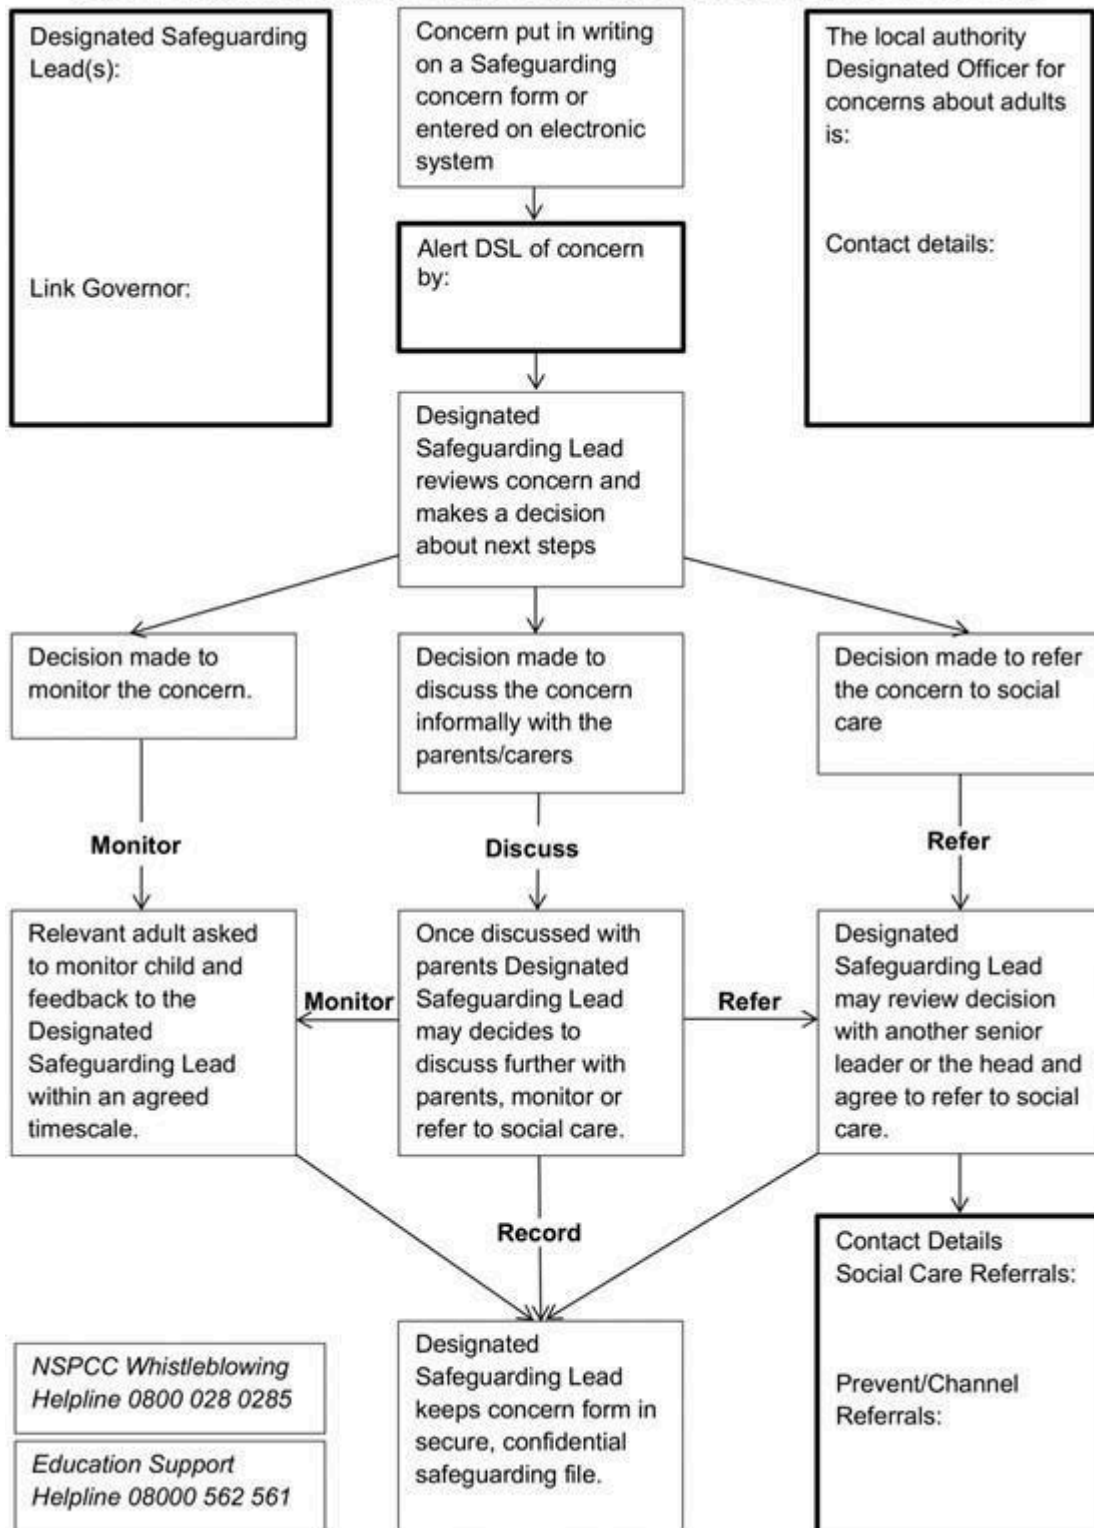 Designated Safeguarding
Lead(s):
Link Governor:
Concern put in writing
on a Safeguarding
concern form or
entered on electronic
system
The local authority
Designated Officer for
concerns about adults
is:
Contact details:
Alert DSL of concern
by:
Designated
Safeguarding Lead
reviews concern and
makes a decision
about next steps
Decision made to
monitor the concern.
Decision made to
discuss the concern
informally with the
parents/carers
Decision made to refer
the concern to social
care
Monitor
Discuss
Refer
Relevant adult asked
to monitor child and
feedback to the
Designated
Safeguarding Lead
within an agreed
timescale.
Monitor
Once discussed with
parents Designated
Safeguarding Lead
may decides to
discuss further with
parents, monitor or
refer to social care.
Refer
Designated
Safeguarding Lead
may review decision
with another senior
leader or the head and
agree to refer to social
care.
Record
Contact Details
Social Care Referrals:
Prevent/Channel
Referrals:
Designated
Safeguarding Lead
keeps concern form in
secure, confidential
safeguarding file.
NSPCC Whistleblowing
Helpline 0800 028 0285
Education Support
Helpline 08000 562 561